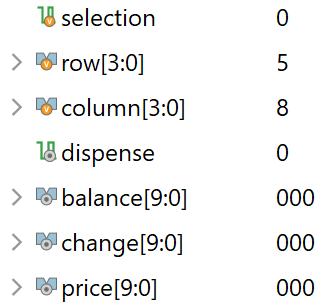 selection 0
row[3:0] 5
column[3:0] 8
dispense 0
balance[9:0] 000
change[9:0] 000
price[9:0] 000